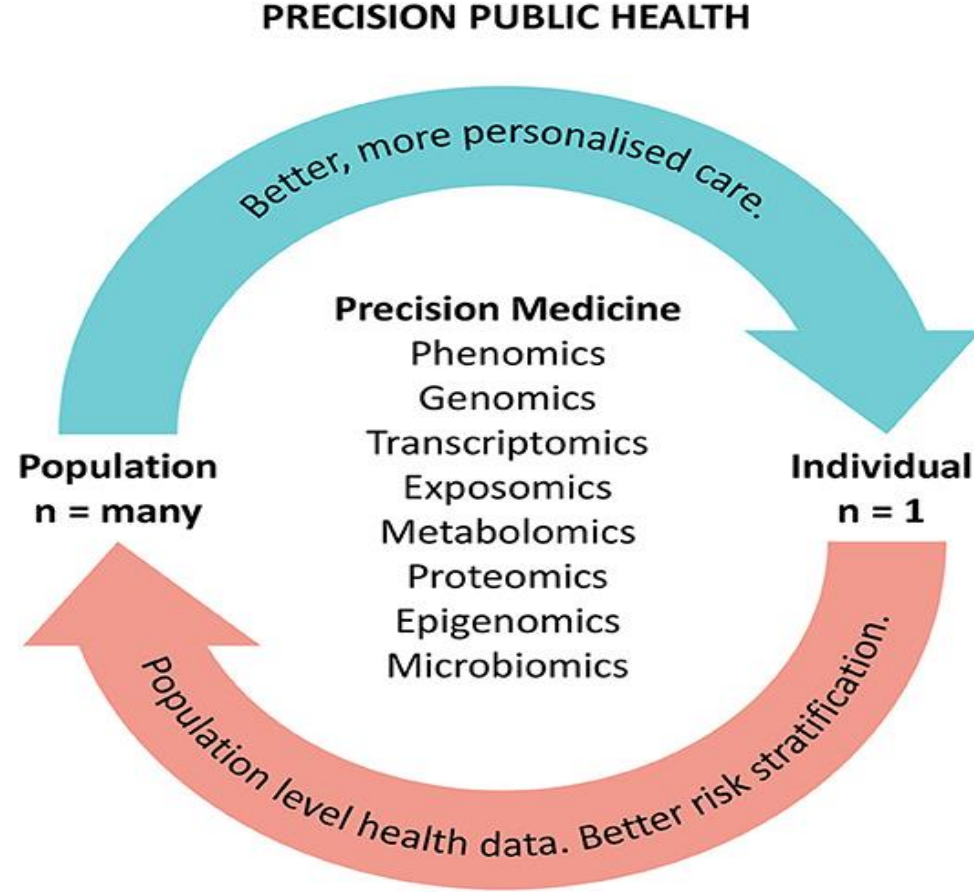 PRECISION PUBLIC HEALTH
Better, more personalised care.
Precision Medicine
Phenomics
Genomics
Transcriptomics
Exposomics
Metabolomics
Proteomics
Epigenomics
Microbiomics
Population
n = many
Individual
n = 1
Population level health data. Better risk stratification.